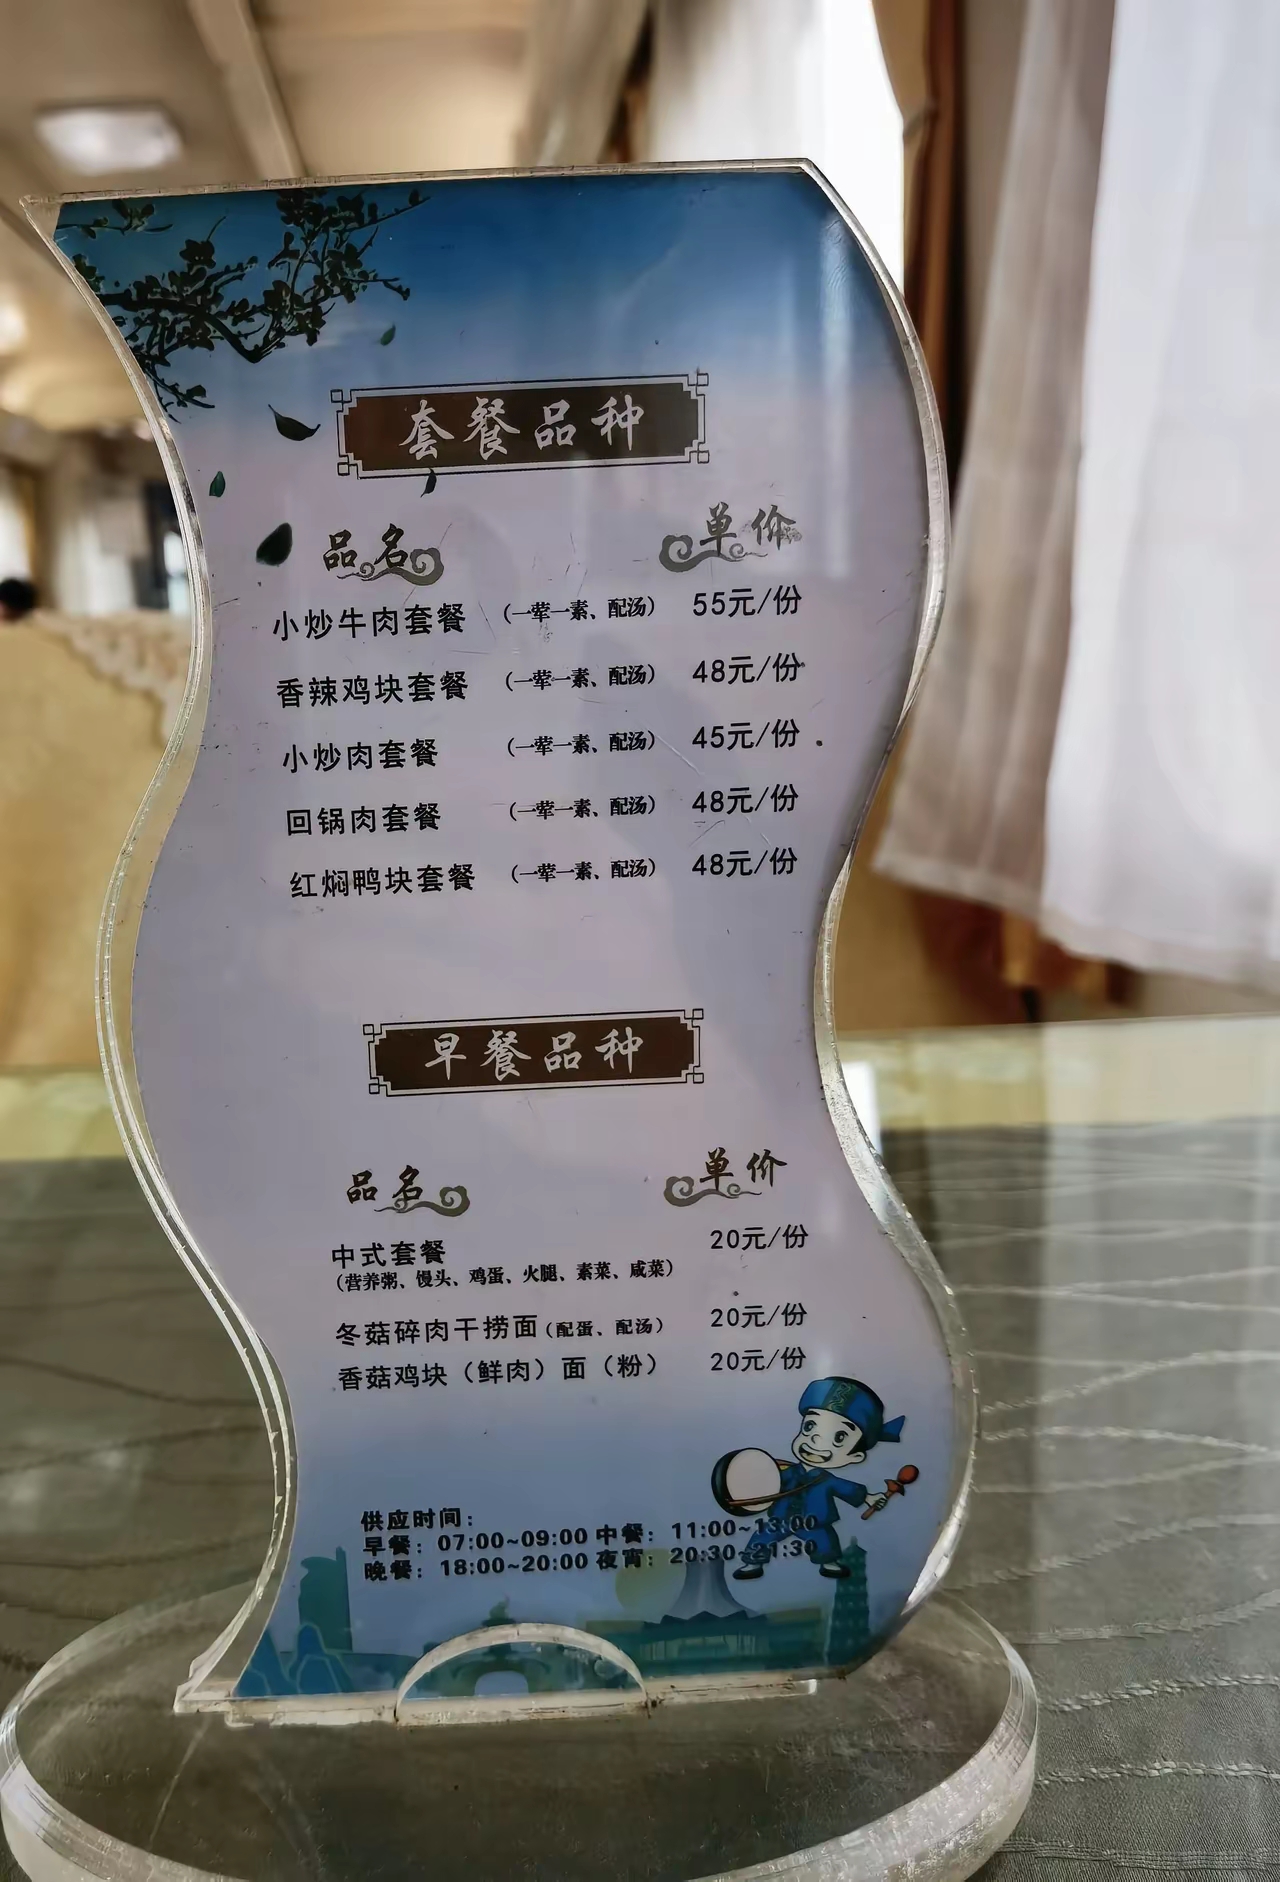 套餐品种
品名 单价
小炒牛肉套餐 (一荤一素、配汤) 55元/份
香辣鸡块套餐 (一荤一素、配汤) 48元/份
小炒肉套餐 (一荤一素、配汤) 45元/份
回锅肉套餐 (一荤一素、配汤) 48元/份
红焖鸭块套餐 (一荤一素、配汤) 48元/份
早餐品种
品名 单价
中式套餐 20元/份
(营养粥、馒头、鸡蛋、火腿、素菜、咸菜)
冬菇碎肉干捞面(配蛋、配汤) 20元/份
香菇鸡块（鲜肉）面（粉） 20元/份
供应时间：
早餐：07:00~09:00 中餐：11:00~13:00
晚餐：18:00~20:00 夜宵：20:30~21:30